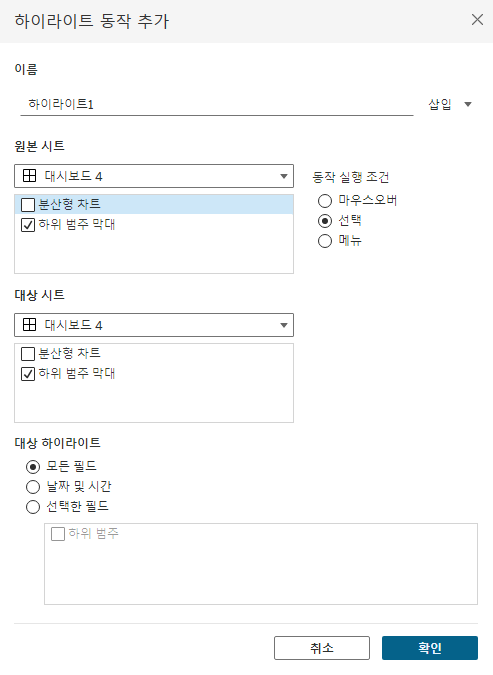 하이라이트 동작 추가
이름
하이라이트1
삽입
원본 시트
대시보드 4
분산형 차트
하위 범주 막대
동작 실행 조건
마우스오버
선택
메뉴
대상 시트
대시보드 4
분산형 차트
하위 범주 막대
대상 하이라이트
모든 필드
날짜 및 시간
선택한 필드
하위 범주
취소
확인